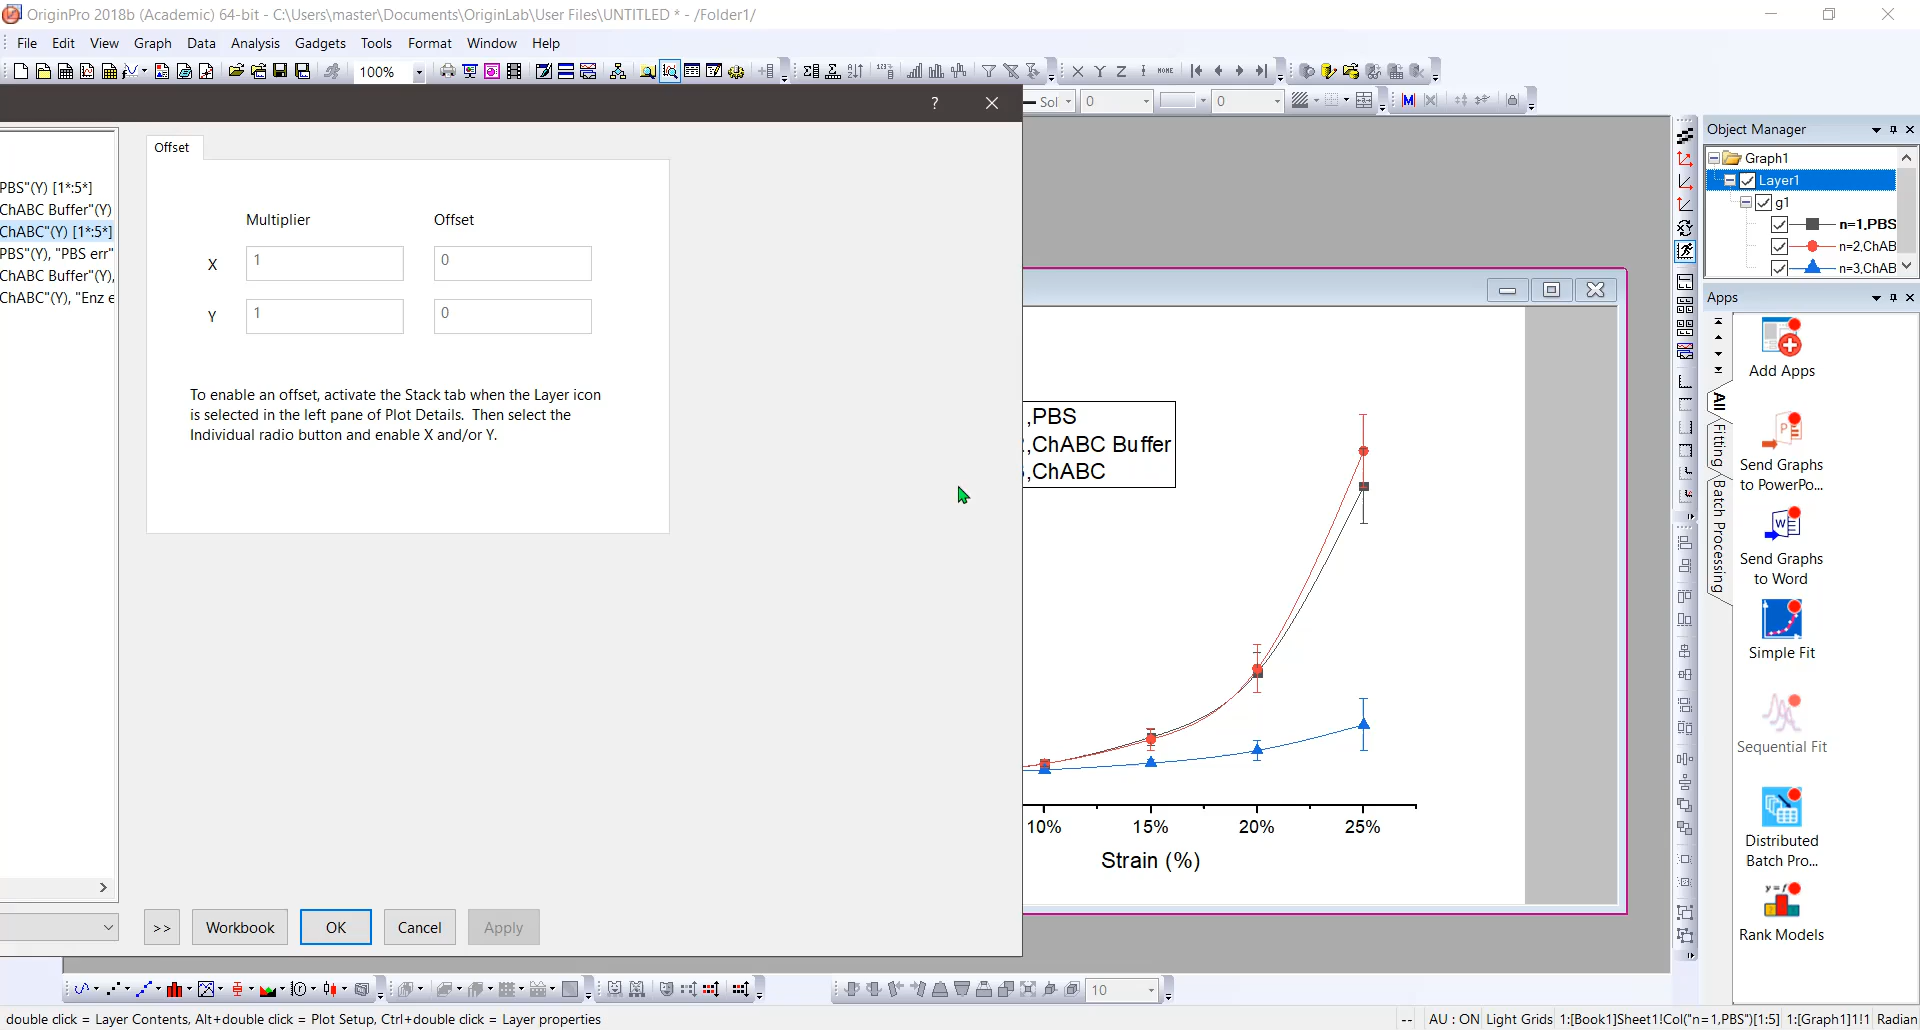 OriginPro 2018b (Academic) 64-bit - C:\Users\master\Documents\OriginLab\User Files\UNTITLED * - /Folder1/
File Edit View Graph Data Analysis Gadgets Tools Format Window Help
100%
X Y Z NONE
? 
Sol 0 0
Offset
PBS"(Y) [1*:5*]
ChABC Buffer"(Y)
ChABC"(Y) [1*:5*]
PBS"(Y), "PBS err"
ChABC Buffer"(Y),
ChABC"(Y), "Enz e
Multiplier Offset
X 1 0
Y 1 0
To enable an offset, activate the Stack tab when the Layer icon
is selected in the left pane of Plot Details. Then select the
Individual radio button and enable X and/or Y.
>> Workbook OK Cancel Apply
,PBS
,ChABC Buffer
,ChABC
10% 15% 20% 25%
Strain (%)
Object Manager
Graph1
Layer1
g1
n=1,PBS
n=2,ChAB
n=3,ChAB
Apps
All
Fitting
Batch Processing
Add Apps
Send Graphs
to PowerPo...
Send Graphs
to Word
Simple Fit
Sequential Fit
Distributed
Batch Pro...
y=f
Rank Models
10
double click = Layer Contents, Alt+double click = Plot Setup, Ctrl+double click = Layer properties
-- AU : ON Light Grids 1:[Book1]Sheet1!Col("n=1,PBS")[1:5] 1:[Graph1]1!1 Radian